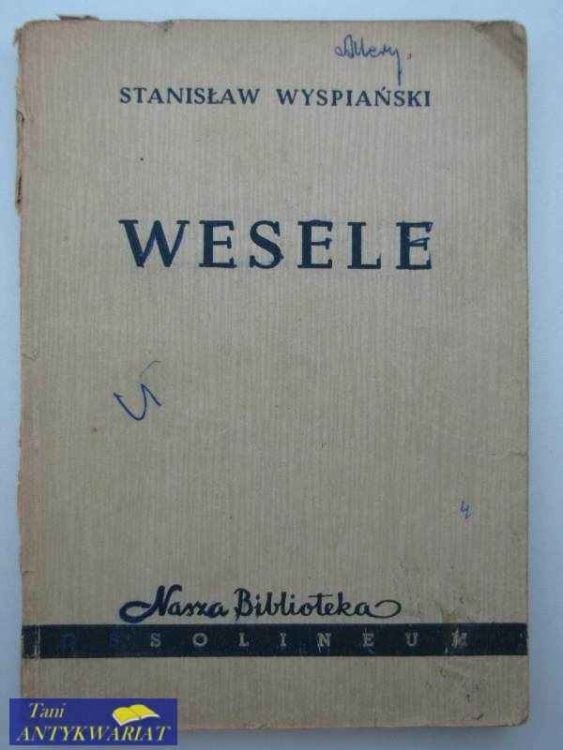 STANISŁAW WYSPIAŃSKI
WESELE
Nasza Biblioteka
OSSOLINEUM
Tani
ANTYKWARIAT